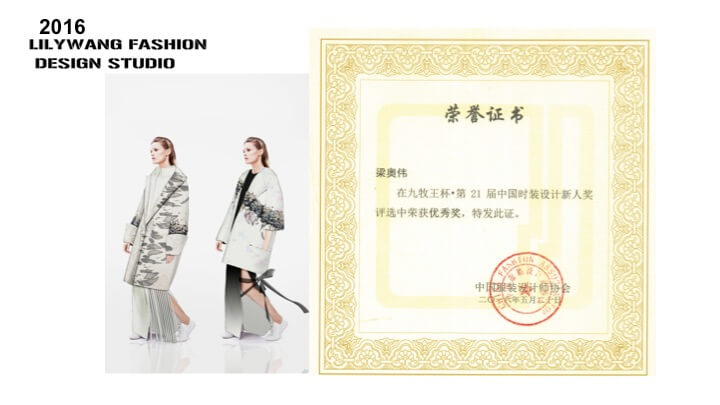 2016
LILYWANG FASHION
DESIGN STUDIO
荣誉证书
梁奥伟
在九牧王杯•第 21 届中国时装设计新人奖
评选中荣获优秀奖，特发此证。
中国服装设计师协会
二〇一六年五月二十日